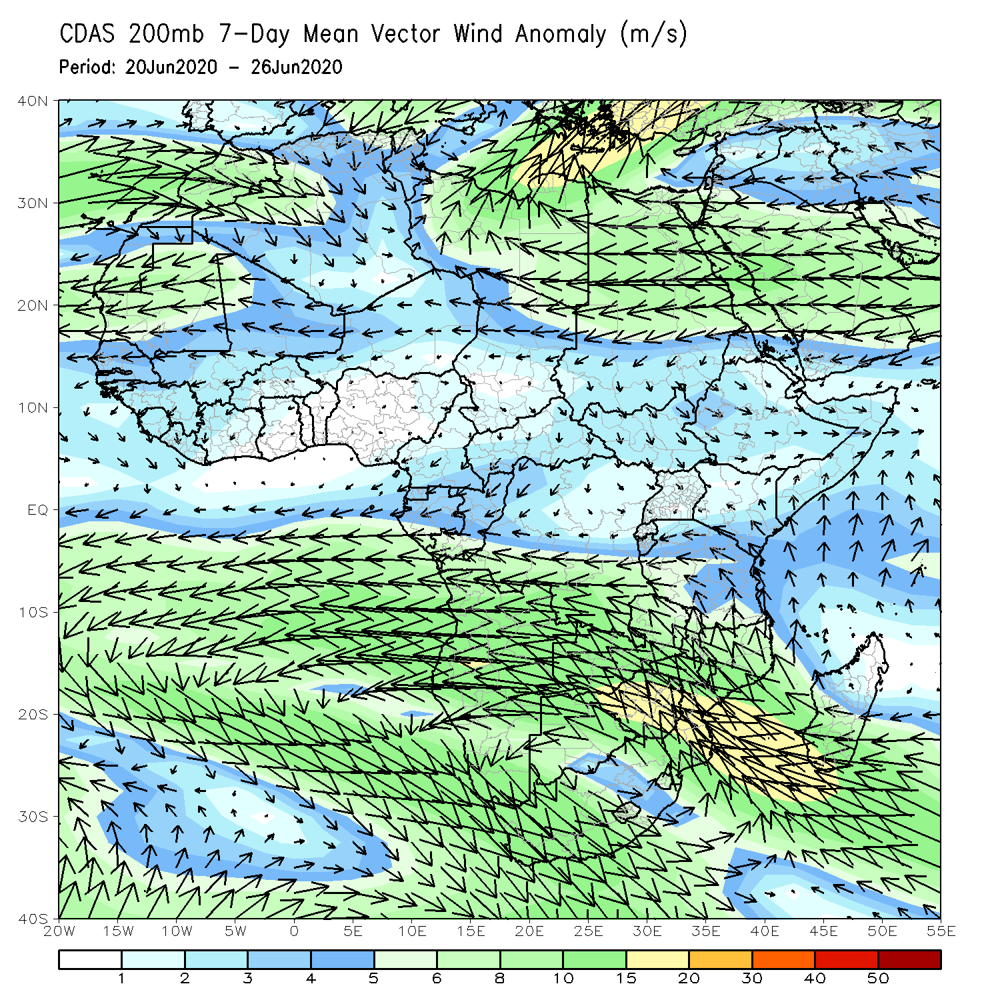 CDAS 200mb 7-Day Mean Vector Wind Anomaly (m/s)
Period: 20Jun2020 - 26Jun2020
40N
30N
20N
10N
EQ
10S
20S
30S
40S
20W 15W 10W 5W 0 5E 10E 15E 20E 25E 30E 35E 40E 45E 50E 55E
1 2 3 4 5 6 8 10 15 20 30 40 50